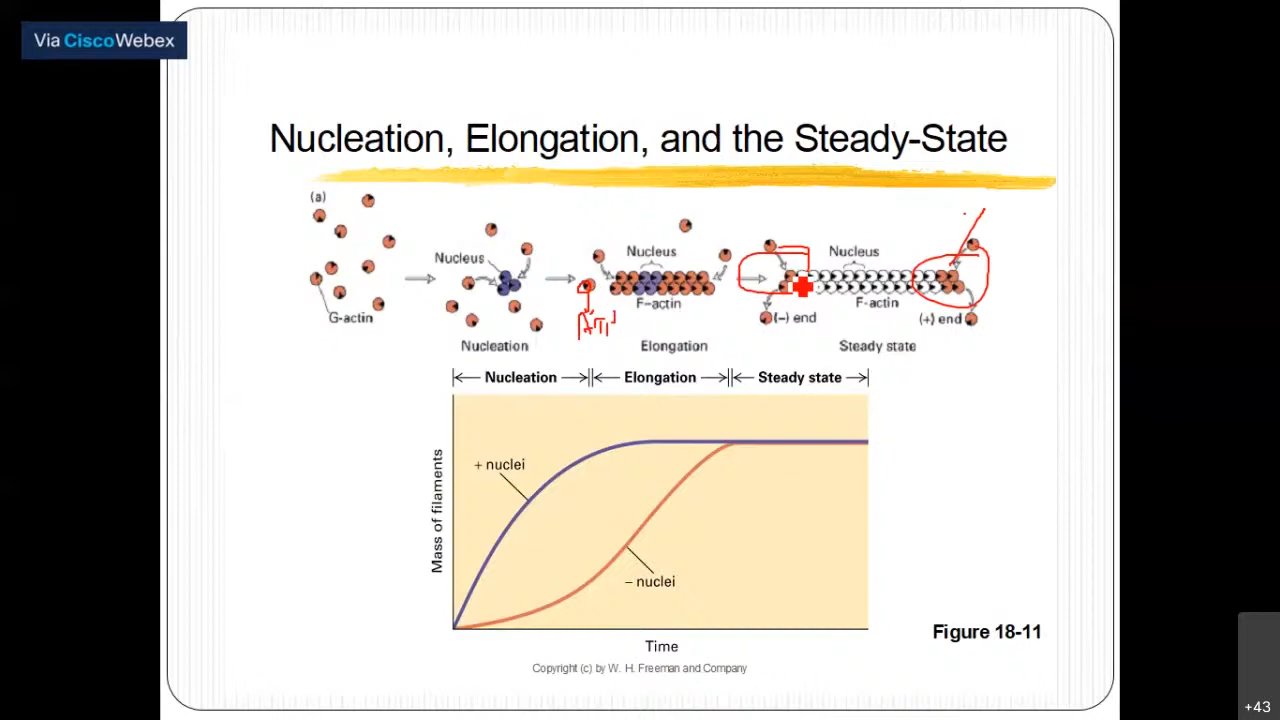 Via CiscoWebex
Nucleation, Elongation, and the Steady-State
(a)
Nucleus
Nucleus
Nucleus
G-actin
F-actin
F-actin
(−) end
(+) end
Nucleation
Elongation
Steady state
Nucleation
Elongation
Steady state
+ nuclei
− nuclei
Mass of filaments
Time
Figure 18-11
Copyright (c) by W. H. Freeman and Company
+43